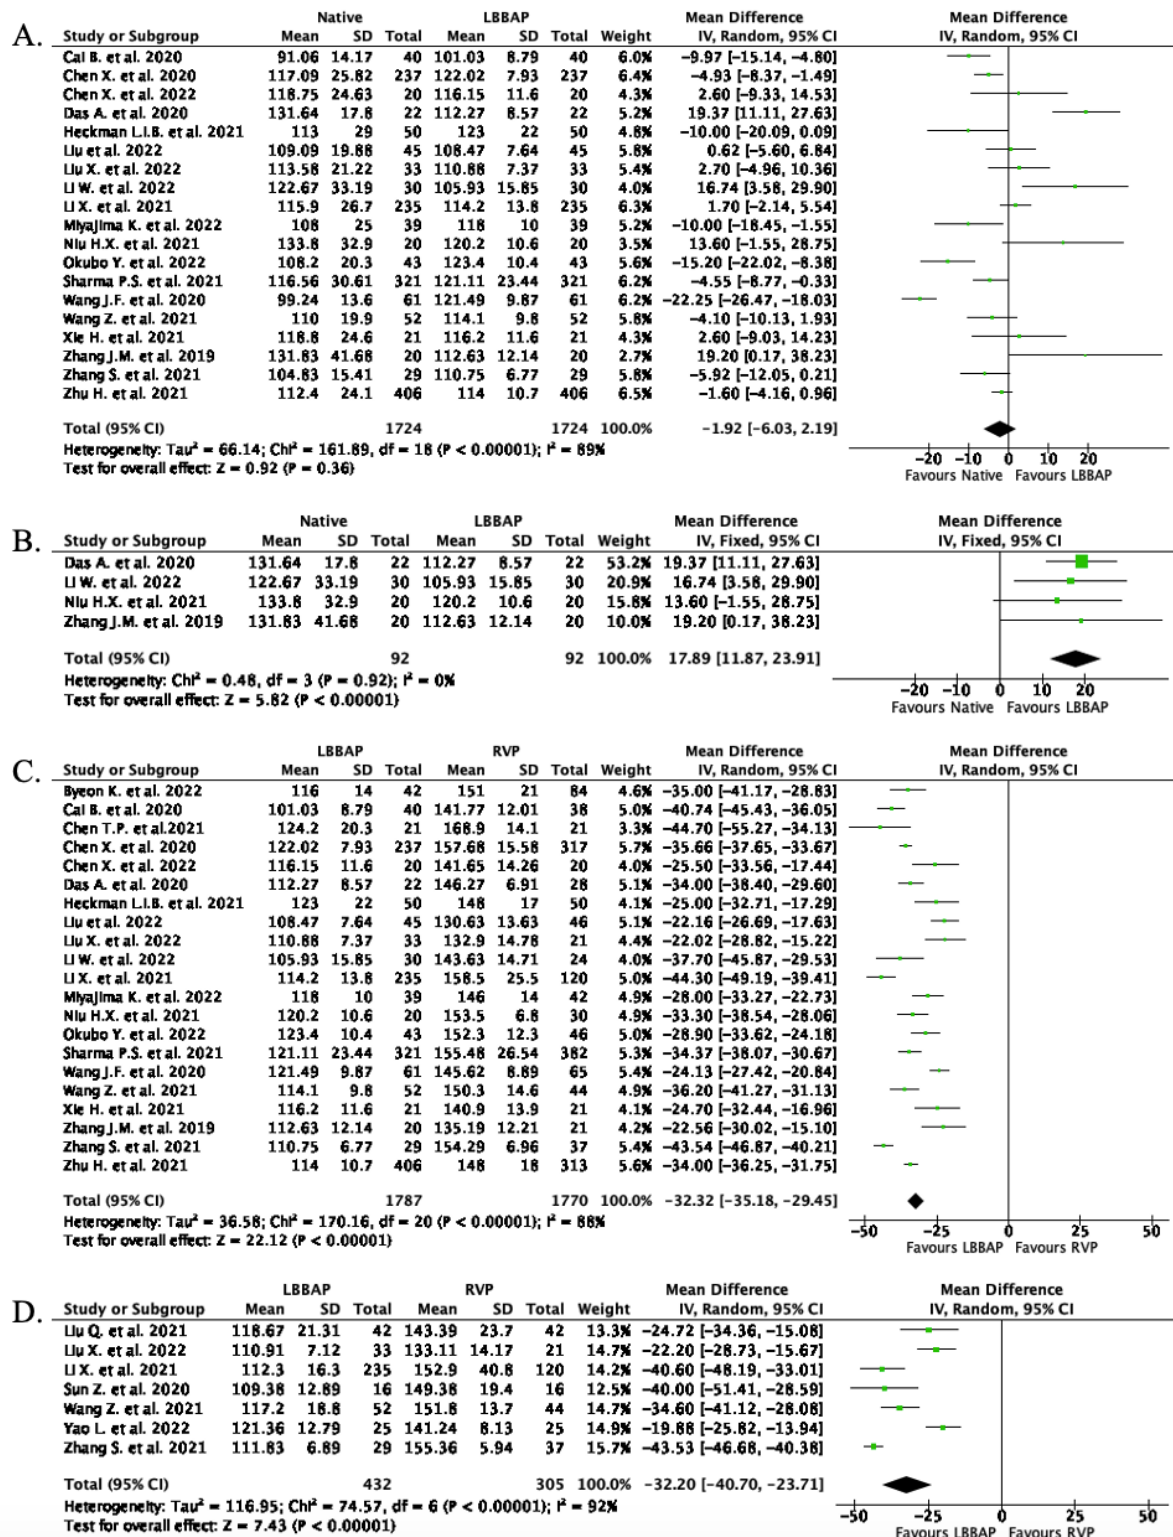 A.
Native LBBAP Mean Difference Mean Difference
Study or Subgroup Mean SD Total Mean SD Total Weight IV, Random, 95% CI IV, Random, 95% CI
Cai B. et al. 2020 91.06 14.17 40 101.03 8.79 40 6.0% -9.97 [-15.14, -4.80]
Chen X. et al. 2020 117.09 25.82 237 122.02 7.93 237 6.4% -4.93 [-8.37, -1.49]
Chen X. et al. 2022 118.75 24.63 20 116.15 11.6 20 4.3% 2.60 [-9.33, 14.53]
Das A. et al. 2020 131.64 17.8 22 112.27 8.57 22 5.2% 19.37 [11.11, 27.63]
Heckman L.I.B. et al. 2021 113 29 50 123 22 50 4.8% -10.00 [-20.09, 0.09]
Liu et al. 2022 109.09 19.88 45 108.47 7.64 45 5.8% 0.62 [-5.60, 6.84]
Liu X. et al. 2022 113.58 21.22 33 110.88 7.37 33 5.4% 2.70 [-4.96, 10.36]
Li W. et al. 2022 122.67 33.19 30 105.93 15.85 30 4.0% 16.74 [3.58, 29.90]
Li X. et al. 2021 115.9 26.7 235 114.2 13.8 235 6.3% 1.70 [-2.14, 5.54]
Miyajima K. et al. 2022 108 25 39 118 10 39 5.2% -10.00 [-18.45, -1.55]
Niu H.X. et al. 2021 133.8 32.9 20 120.2 10.6 20 3.5% 13.60 [-1.55, 28.75]
Okubo Y. et al. 2022 108.2 20.3 43 123.4 10.4 43 5.6% -15.20 [-22.02, -8.38]
Sharma P.S. et al. 2021 116.56 30.61 321 121.11 23.44 321 6.2% -4.55 [-8.77, -0.33]
Wang J.F. et al. 2020 99.24 13.6 61 121.49 9.87 61 6.2% -22.25 [-26.47, -18.03]
Wang Z. et al. 2021 110 19.9 52 114.1 9.8 52 5.8% -4.10 [-10.13, 1.93]
Xie H. et al. 2021 118.8 24.6 21 116.2 11.6 21 4.4% 2.60 [-9.03, 14.23]
Zhang J.M. et al. 2019 131.83 41.68 20 112.63 12.14 20 2.7% 19.20 [0.17, 38.23]
Zhang S. et al. 2021 104.83 15.41 29 110.75 6.77 29 5.8% -5.92 [-12.05, 0.21]
Zhu H. et al. 2021 112.4 24.1 406 114 10.7 406 6.5% -1.60 [-4.16, 0.96]
Total (95% CI) 1724 1724 100.0% -1.92 [-6.03, 2.19]
Heterogeneity: Tau² = 66.14; Chi² = 161.89, df = 18 (P < 0.00001); I² = 89%
Test for overall effect: Z = 0.92 (P = 0.36)
-20 -10 0 10 20
Favours Native Favours LBBAP
B.
Native LBBAP Mean Difference Mean Difference
Study or Subgroup Mean SD Total Mean SD Total Weight IV, Fixed, 95% CI IV, Fixed, 95% CI
Das A. et al. 2020 131.64 17.8 22 112.27 8.57 22 53.2% 19.37 [11.11, 27.63]
Li W. et al. 2022 122.67 33.19 30 105.93 15.85 30 20.9% 16.74 [3.58, 29.90]
Niu H.X. et al. 2021 133.8 32.9 20 120.2 10.6 20 15.8% 13.60 [-1.55, 28.75]
Zhang J.M. et al. 2019 131.83 41.68 20 112.63 12.14 20 10.0% 19.20 [0.17, 38.23]
Total (95% CI) 92 92 100.0% 17.89 [11.87, 23.91]
Heterogeneity: Chi² = 0.48, df = 3 (P = 0.92); I² = 0%
Test for overall effect: Z = 5.82 (P < 0.00001)
-20 -10 0 10 20
Favours Native Favours LBBAP
C.
LBBAP RVP Mean Difference Mean Difference
Study or Subgroup Mean SD Total Mean SD Total Weight IV, Random, 95% CI IV, Random, 95% CI
Byeon K. et al. 2022 116 14 42 151 21 84 4.6% -35.00 [-41.17, -28.83]
Cai B. et al. 2020 101.03 8.79 40 141.77 12.01 38 5.0% -40.74 [-45.43, -36.05]
Chen T.P. et al.2021 124.2 20.3 21 168.9 14.1 21 3.3% -44.70 [-55.27, -34.13]
Chen X. et al. 2020 122.02 7.93 237 157.68 15.58 317 5.7% -35.66 [-37.65, -33.67]
Chen X. et al. 2022 116.15 11.6 20 141.65 14.26 20 4.0% -25.50 [-33.56, -17.44]
Das A. et al. 2020 112.27 8.57 22 146.27 6.91 28 5.1% -34.00 [-38.40, -29.60]
Heckman L.I.B. et al. 2021 123 22 50 148 17 50 4.1% -25.00 [-32.71, -17.29]
Liu et al. 2022 108.47 7.64 45 130.63 13.63 46 5.1% -22.16 [-26.69, -17.63]
Liu X. et al. 2022 110.88 7.37 33 132.9 14.78 21 4.4% -22.02 [-28.82, -15.22]
Li W. et al. 2022 105.93 15.85 30 143.63 14.71 24 4.0% -37.70 [-45.87, -29.53]
Li X. et al. 2021 114.2 13.8 235 158.5 25.5 120 5.0% -44.30 [-49.19, -39.41]
Miyajima K. et al. 2022 118 10 39 146 14 42 4.9% -28.00 [-33.27, -22.73]
Niu H.X. et al. 2021 120.2 10.6 20 153.5 6.8 30 4.9% -33.30 [-38.54, -28.06]
Okubo Y. et al. 2022 123.4 10.4 43 152.3 12.3 46 5.0% -28.90 [-33.62, -24.18]
Sharma P.S. et al. 2021 121.11 23.44 321 155.48 26.54 382 5.3% -34.37 [-38.07, -30.67]
Wang J.F. et al. 2020 121.49 9.87 61 145.62 8.89 65 5.4% -24.13 [-27.42, -20.84]
Wang Z. et al. 2021 114.1 9.8 52 150.3 14.6 44 4.9% -36.20 [-41.27, -31.13]
Xie H. et al. 2021 116.2 11.6 21 140.9 13.9 21 4.1% -24.70 [-32.44, -16.96]
Zhang J.M. et al. 2019 112.63 12.14 20 135.19 12.21 21 4.2% -22.56 [-30.02, -15.10]
Zhang S. et al. 2021 110.75 6.77 29 154.29 6.96 37 5.4% -43.54 [-46.87, -40.21]
Zhu H. et al. 2021 114 10.7 406 148 18 313 5.6% -34.00 [-36.25, -31.75]
Total (95% CI) 1787 1770 100.0% -32.32 [-35.18, -29.45]
Heterogeneity: Tau² = 36.58; Chi² = 170.16, df = 20 (P < 0.00001); I² = 88%
Test for overall effect: Z = 22.12 (P < 0.00001)
-50 -25 0 25 50
Favours LBBAP Favours RVP
D.
LBBAP RVP Mean Difference Mean Difference
Study or Subgroup Mean SD Total Mean SD Total Weight IV, Random, 95% CI IV, Random, 95% CI
Liu Q. et al. 2021 118.67 21.31 42 143.39 23.7 42 13.3% -24.72 [-34.36, -15.08]
Liu X. et al. 2022 110.91 7.12 33 133.11 14.17 21 14.7% -22.20 [-28.73, -15.67]
Li X. et al. 2021 112.3 16.3 235 152.9 40.8 120 14.2% -40.60 [-48.19, -33.01]
Sun Z. et al. 2020 109.38 12.89 16 149.38 19.4 16 12.5% -40.00 [-51.41, -28.59]
Wang Z. et al. 2021 117.2 18.8 52 151.8 13.7 44 14.7% -34.60 [-41.12, -28.08]
Yao L. et al. 2022 121.36 12.79 25 141.24 8.13 25 14.9% -19.88 [-25.82, -13.94]
Zhang S. et al. 2021 111.83 6.89 29 155.36 5.94 37 15.7% -43.53 [-46.68, -40.38]
Total (95% CI) 432 305 100.0% -32.20 [-40.70, -23.71]
Heterogeneity: Tau² = 116.95; Chi² = 74.57, df = 6 (P < 0.00001); I² = 92%
Test for overall effect: Z = 7.43 (P < 0.00001)
-50 -25 0 25 50
Favours LBBAP Favours RVP